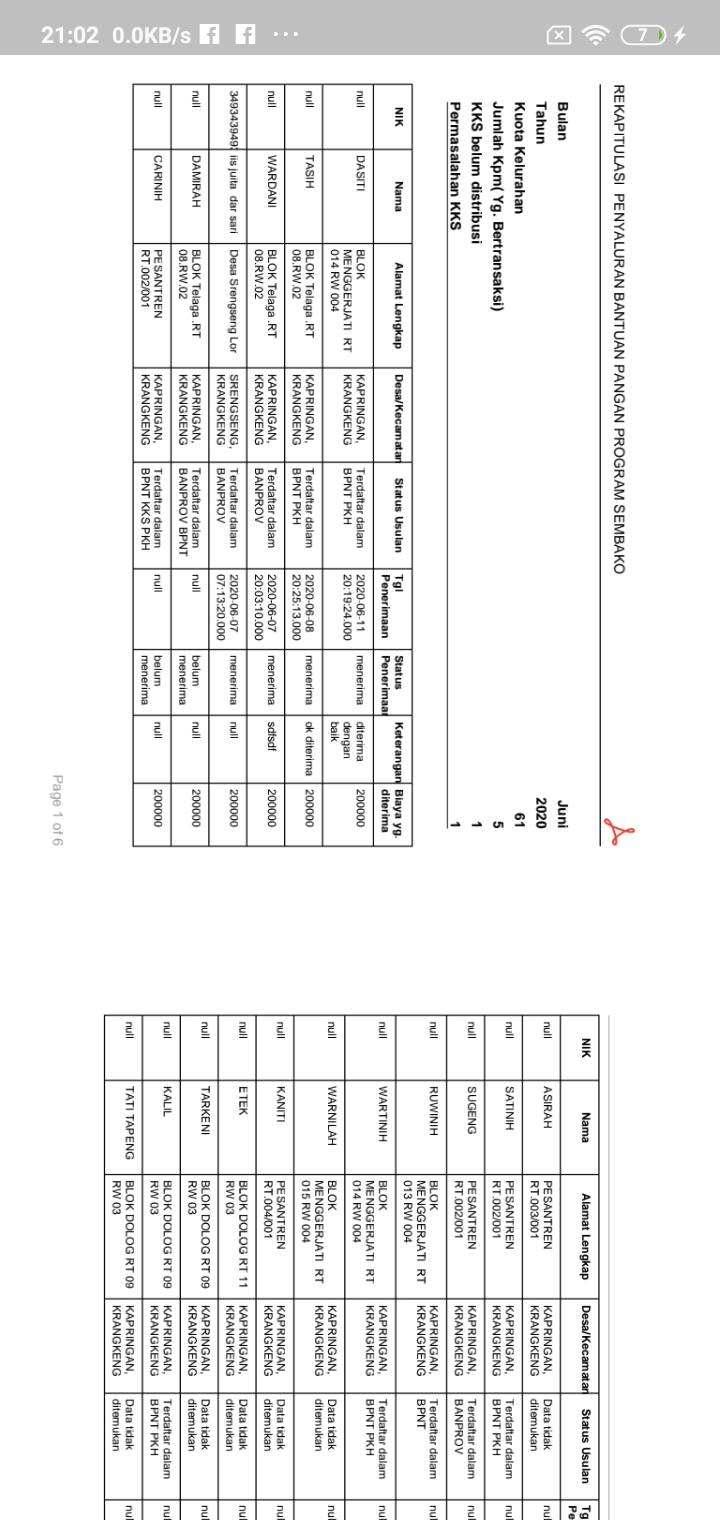 21:02 0.0KB/s
7
REKAPITULASI PENYALURAN BANTUAN PANGAN PROGRAM SEMBAKO
Bulan Juni
Tahun 2020
Kuota Kelurahan 61
Jumlah Kpm( Yg. Bertransaksi) 5
KKS belum distribusi 1
Permasalahan KKS 1
NIK Nama Alamat Lengkap Desa/Kecamatan Status Usulan Tgl Status Keterangan Biaya yg.
Penerimaan Penerimaan diterima
null DASITI BLOK KAPRINGAN, Terdaftar dalam 2020-06-11 menerima diterima 200000
MENGGERJATI RT KRANGKENG BPNT PKH 20:19:24.000 dengan
014 RW 004 baik
null TASIH BLOK Telaga .RT KAPRINGAN, Terdaftar dalam 2020-06-08 menerima ok diterima 200000
08.RW.02 KRANGKENG BPNT PKH 20:25:13.000
null WARDANI BLOK Telaga .RT KAPRINGAN, Terdaftar dalam 2020-06-07 menerima sdfsdf 200000
08.RW.02 KRANGKENG BANPROV 20:03:10.000
349343949 iis juita dar sari Desa Srengseng Lor SRENGSENG, Terdaftar dalam 2020-06-07 menerima null 200000
KRANGKENG BANPROV 07:13:20.000
null DAMIRAH BLOK Telaga .RT KAPRINGAN, Terdaftar dalam null belum null 200000
08.RW.02 KRANGKENG BANPROV BPNT menerima
null CARINIH PESANTREN KAPRINGAN, Terdaftar dalam null belum null 200000
RT.002/001 KRANGKENG BPNT KKS PKH menerima
Page 1 of 6
NIK Nama Alamat Lengkap Desa/Kecamatan Status Usulan Tg
Pe
null ASIRAH PESANTREN KAPRINGAN, Data tidak nul
RT.003/001 KRANGKENG ditemukan
null SATINIH PESANTREN KAPRINGAN, Terdaftar dalam nul
RT.002/001 KRANGKENG BPNT PKH
null SUGENG PESANTREN KAPRINGAN, Terdaftar dalam nul
RT.002/001 KRANGKENG BANPROV
null RUWINIH BLOK KAPRINGAN, Terdaftar dalam nul
MENGGERJATI RT KRANGKENG BPNT
013 RW 004
null WARTINIH BLOK KAPRINGAN, Terdaftar dalam nul
MENGGERJATI RT KRANGKENG BPNT PKH
014 RW 004
null WARNILAH BLOK KAPRINGAN, Data tidak nul
MENGGERJATI RT KRANGKENG ditemukan
015 RW 004
null KANITI PESANTREN KAPRINGAN, Data tidak nul
RT.004/001 KRANGKENG ditemukan
null ETEK BLOK DOLOG RT 11 KAPRINGAN, Data tidak nul
RW 03 KRANGKENG ditemukan
null TARKENI BLOK DOLOG RT 09 KAPRINGAN, Data tidak nul
RW 03 KRANGKENG ditemukan
null KALIL BLOK DOLOG RT 09 KAPRINGAN, Terdaftar dalam nul
RW 03 KRANGKENG BPNT PKH
null TATI TAPENG BLOK DOLOG RT 09 KAPRINGAN, Data tidak nul
RW 03 KRANGKENG ditemukan